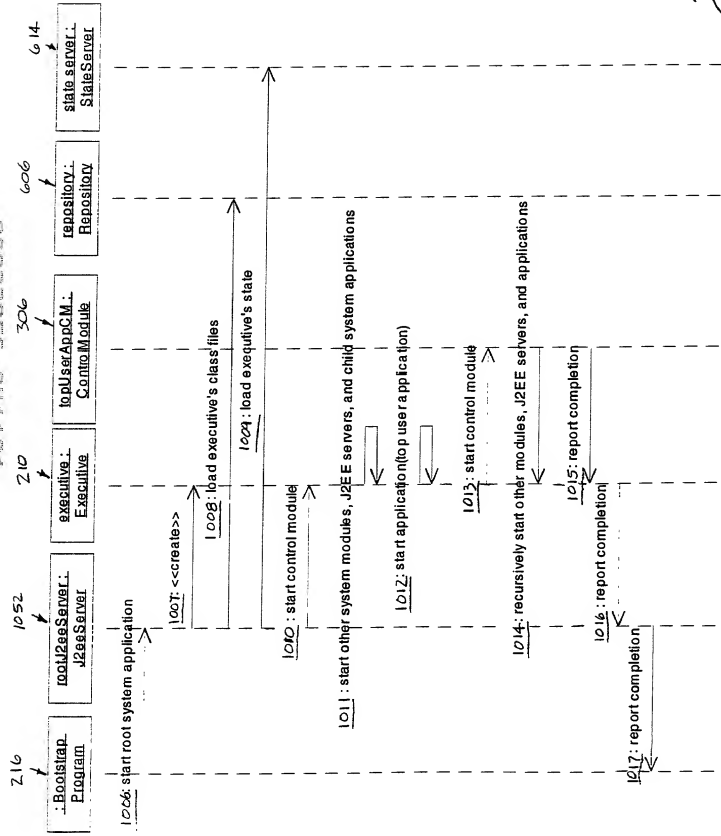 216
: Bootstrap
Program
1052
rootJ2eeServer :
J2eeServer
210
executive :
Executive
306
topUserAppCM :
ControlModule
606
repository :
Repository
614
state server :
StateServer
1006: start root system application
1007: <<create>>
1008: load executive's class files
1009: load executive's state
1010: start control module
1011: start other system modules, J2EE servers, and child system applications
1012: start application(top user application)
1013: start control module
1014: recursively start other modules, J2EE servers, and applications
1015: report completion
1016: report completion
1017: report completion